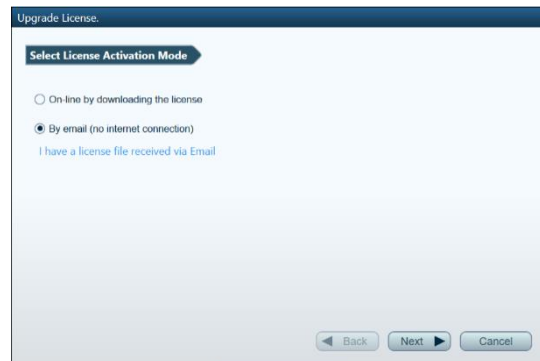 Upgrade License.
Select License Activation Mode
On-line by downloading the license
By email (no internet connection)
I have a license file received via Email
Back Next Cancel